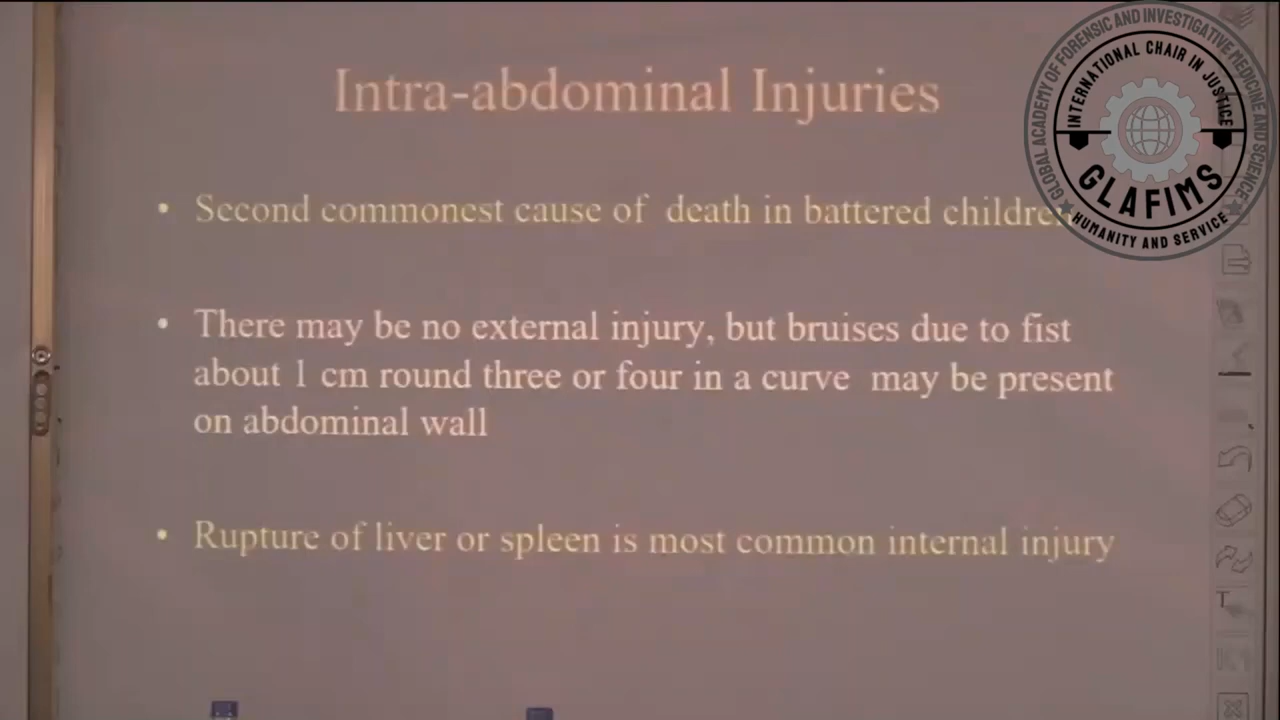 Intra-abdominal Injuries
• Second commonest cause of death in battered children
• There may be no external injury, but bruises due to fist
about 1 cm round three or four in a curve may be present
on abdominal wall
• Rupture of liver or spleen is most common internal injury
GLOBAL ACADEMY OF FORENSIC AND INVESTIGATIVE MEDICINE AND SCIENCE
INTERNATIONAL CHAIR IN JUSTICE
GLAFIMS
HUMANITY AND SERVICE
T